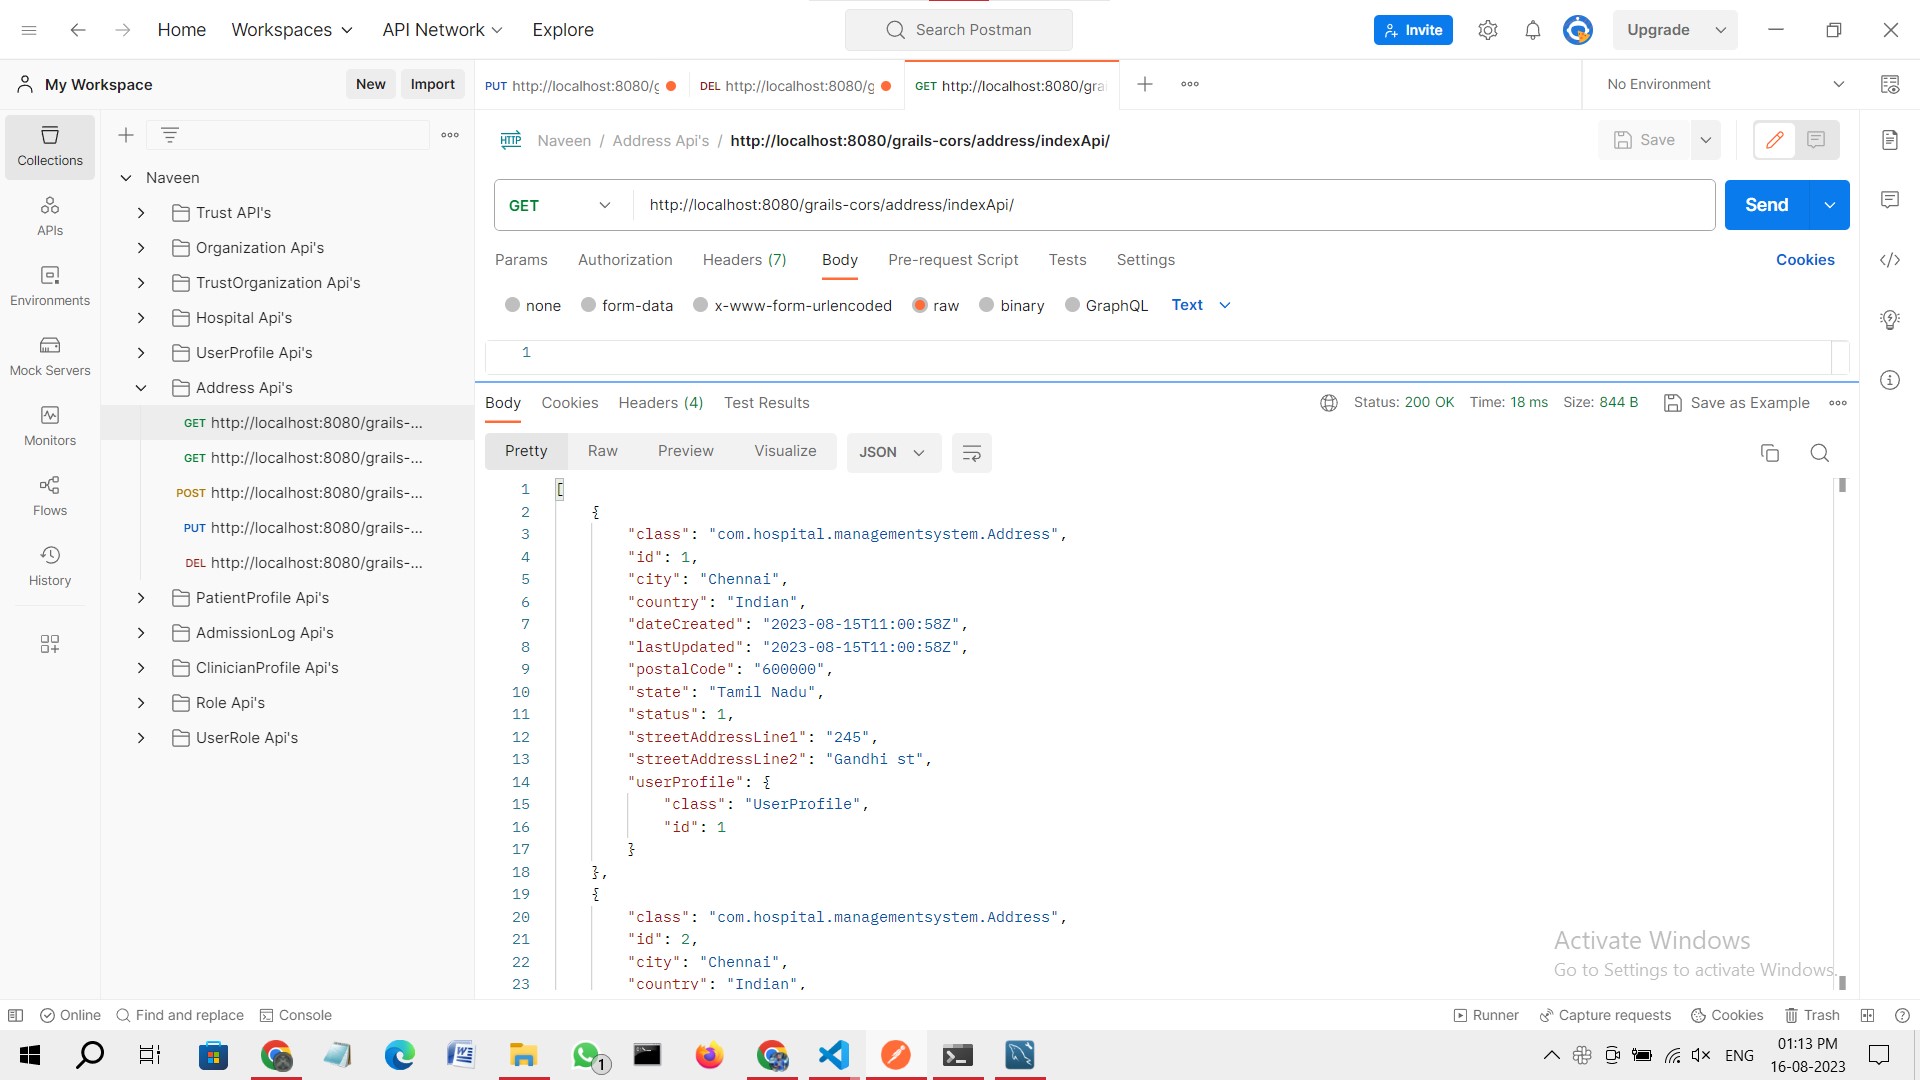 Home Workspaces API Network Explore Search Postman Invite Upgrade
My Workspace New Import PUT http://localhost:8080/g DEL http://localhost:8080/g GET http://localhost:8080/gra No Environment
Collections
APIs
Environments
Mock Servers
Monitors
Flows
History
Naveen
Trust API's
Organization Api's
TrustOrganization Api's
Hospital Api's
UserProfile Api's
Address Api's
GET http://localhost:8080/grails-...
GET http://localhost:8080/grails-...
POST http://localhost:8080/grails-...
PUT http://localhost:8080/grails-...
DEL http://localhost:8080/grails-...
PatientProfile Api's
AdmissionLog Api's
ClinicianProfile Api's
Role Api's
UserRole Api's
HTTP Naveen / Address Api's / http://localhost:8080/grails-cors/address/indexApi/ Save
GET http://localhost:8080/grails-cors/address/indexApi/ Send
Params Authorization Headers (7) Body Pre-request Script Tests Settings Cookies
none form-data x-www-form-urlencoded raw binary GraphQL Text
1
Body Cookies Headers (4) Test Results Status: 200 OK Time: 18 ms Size: 844 B Save as Example
Pretty Raw Preview Visualize JSON
1 [
2 {
3 "class": "com.hospital.managementsystem.Address",
4 "id": 1,
5 "city": "Chennai",
6 "country": "Indian",
7 "dateCreated": "2023-08-15T11:00:58Z",
8 "lastUpdated": "2023-08-15T11:00:58Z",
9 "postalCode": "600000",
10 "state": "Tamil Nadu",
11 "status": 1,
12 "streetAddressLine1": "245",
13 "streetAddressLine2": "Gandhi st",
14 "userProfile": {
15 "class": "UserProfile",
16 "id": 1
17 }
18 },
19 {
20 "class": "com.hospital.managementsystem.Address",
21 "id": 2,
22 "city": "Chennai",
23 "country": "Indian",
Activate Windows
Go to Settings to activate Windows.
Online Find and replace Console Runner Capture requests Cookies Trash
1 ENG 01:13 PM
16-08-2023